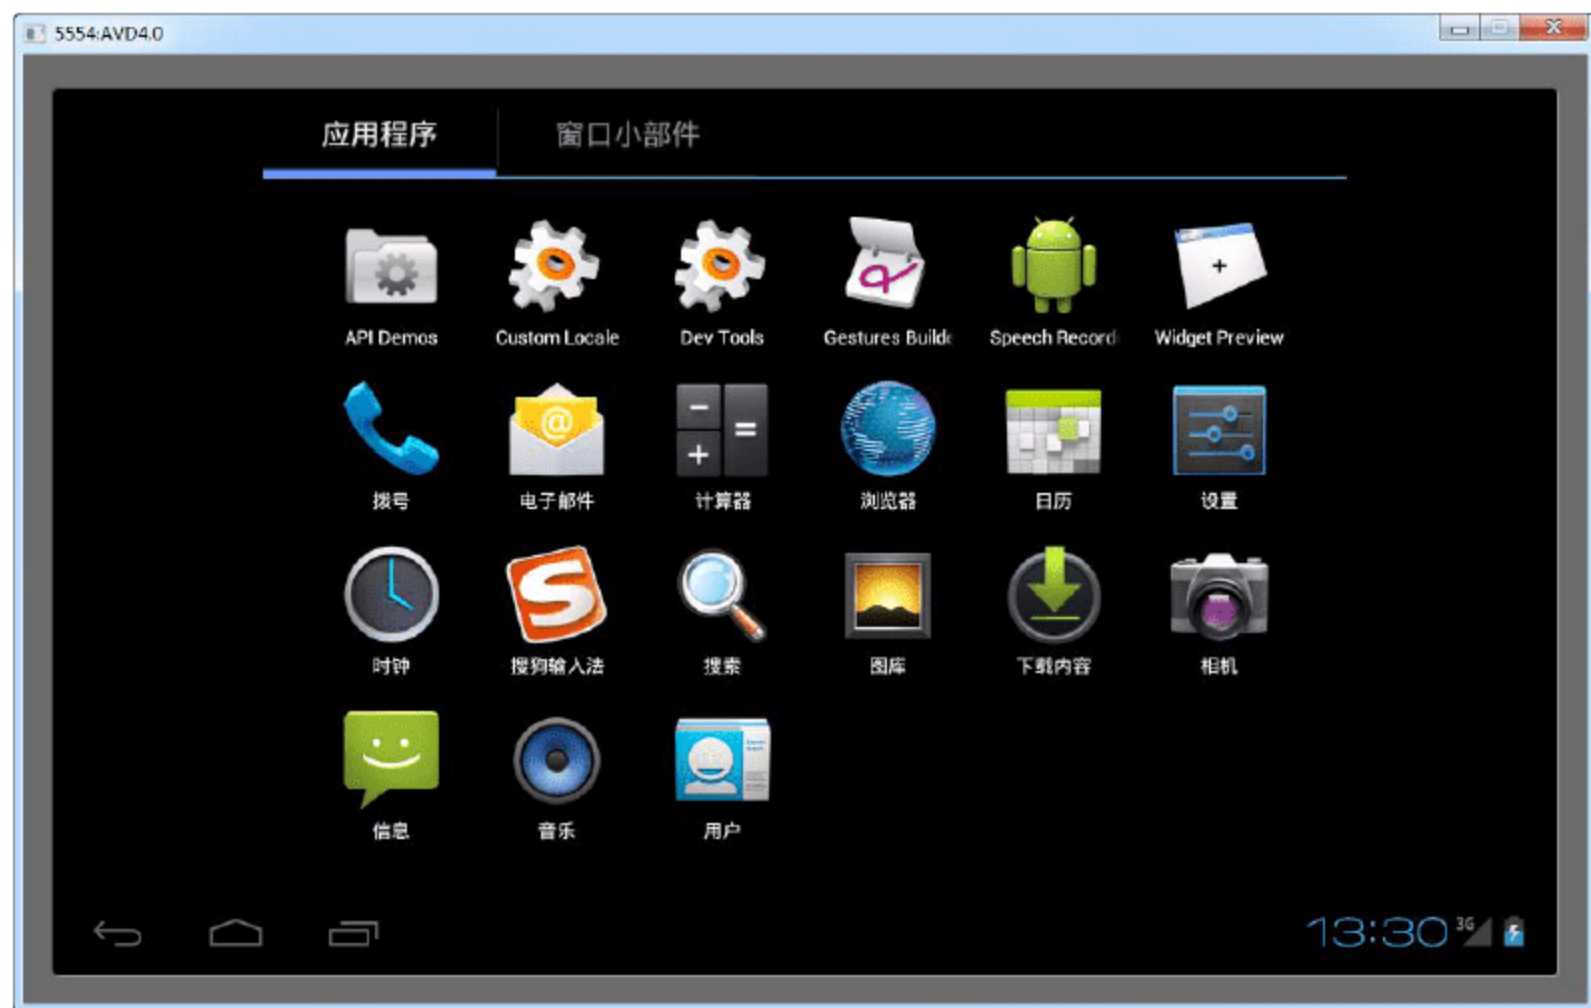 5554:AVD4.0
应用程序 窗口小部件
API Demos Custom Locale Dev Tools Gestures Builde Speech Record Widget Preview
拨号 电子邮件 计算器 浏览器 日历 设置
时钟 搜狗输入法 搜索 图库 下载内容 相机
信息 音乐 用户
13:30 3G